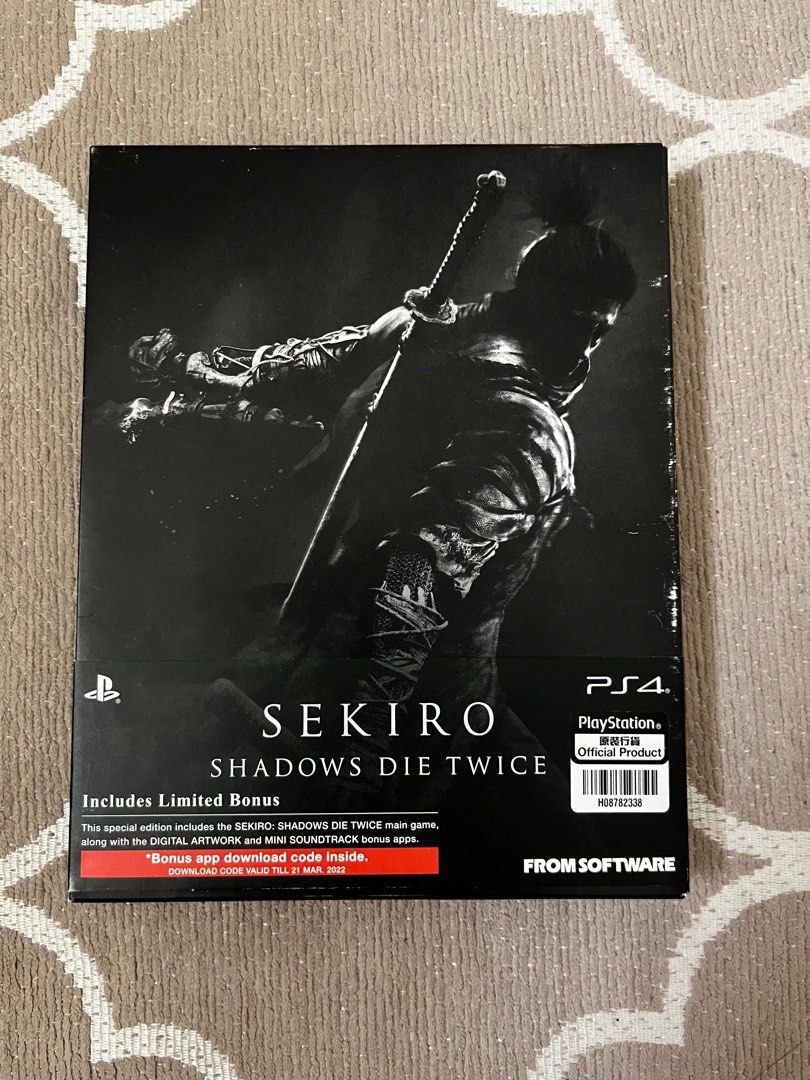 PS4
SEKIRO
SHADOWS DIE TWICE
PlayStation®
原裝行貨
Official Product
H08782338
Includes Limited Bonus
This special edition includes the SEKIRO: SHADOWS DIE TWICE main game,
along with the DIGITAL ARTWORK and MINI SOUNDTRACK bonus apps.
*Bonus app download code inside.
DOWNLOAD CODE VALID TILL 21 MAR. 2022
FROMSOFTWARE